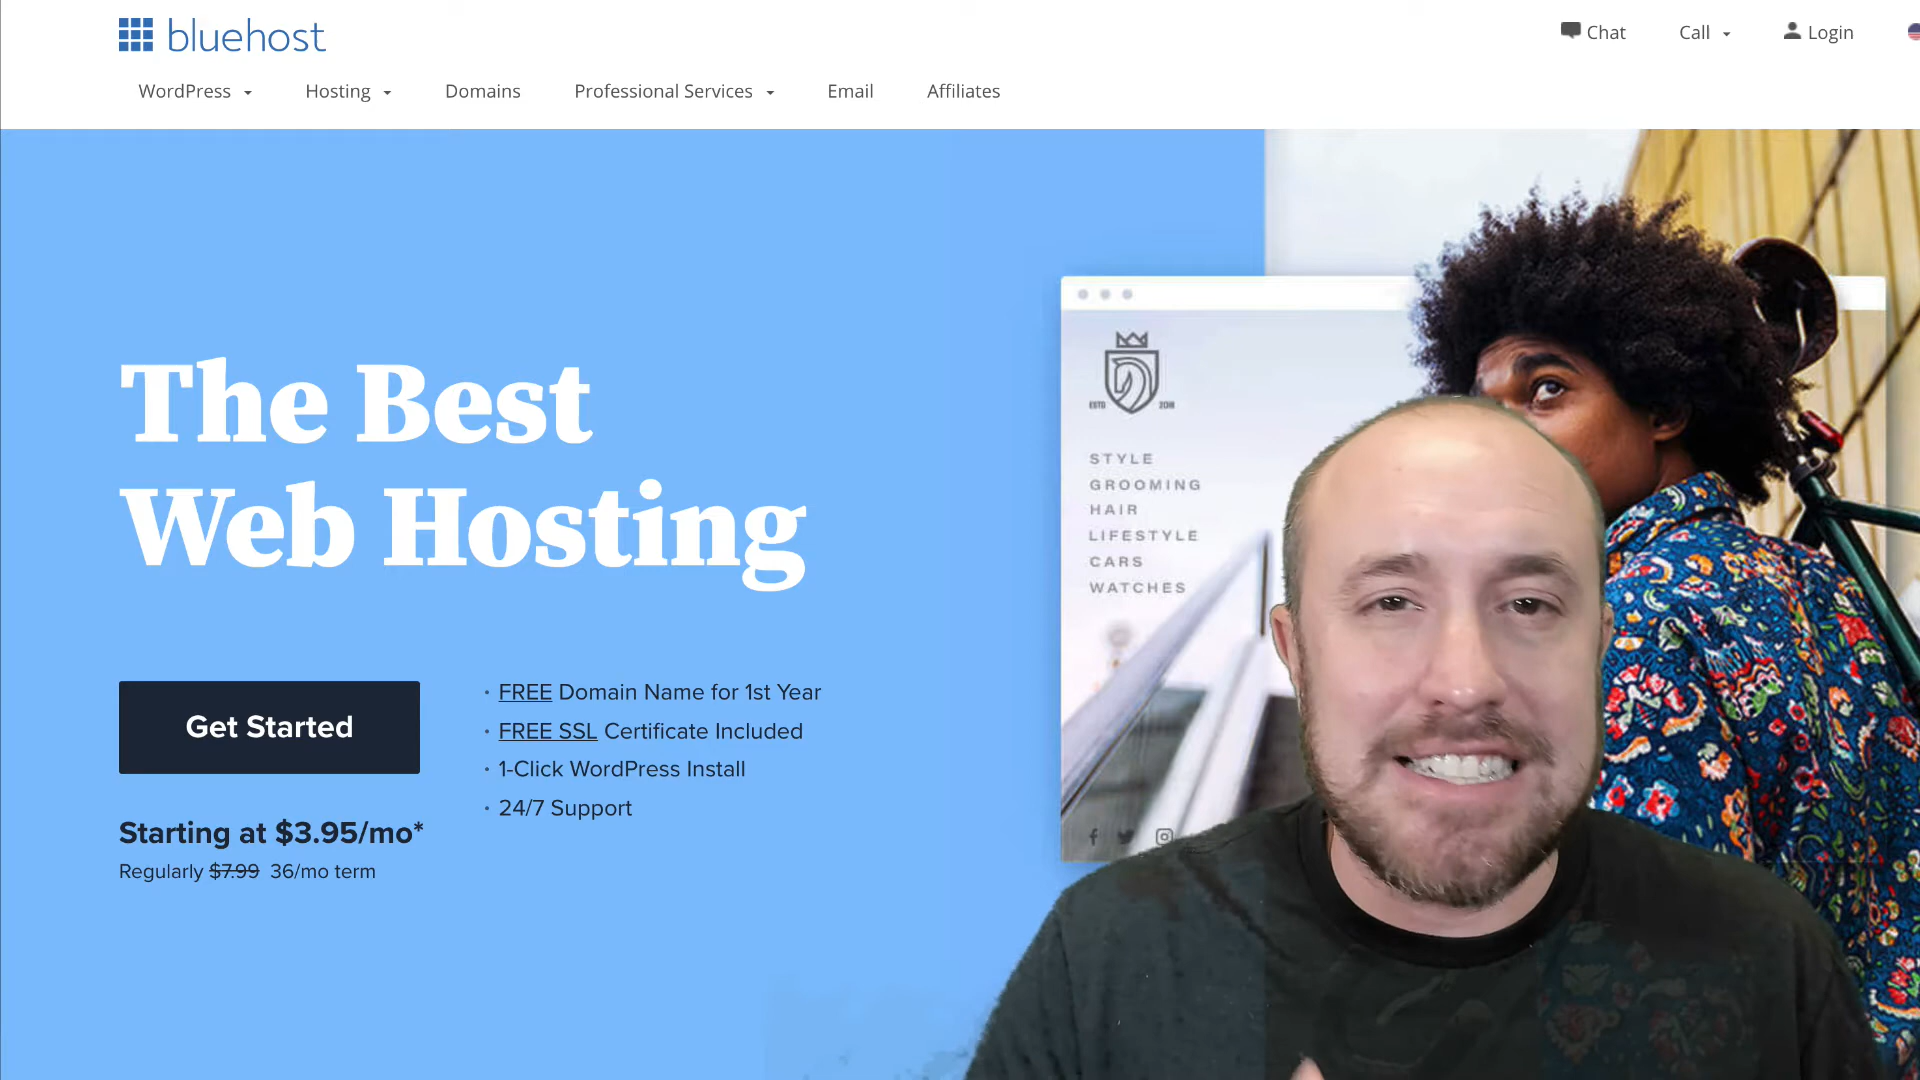 bluehost
Chat
Call
Login
WordPress
Hosting
Domains
Professional Services
Email
Affiliates
The Best
Web Hosting
Get Started
Starting at $3.95/mo*
Regularly $7.99 36/mo term
· FREE Domain Name for 1st Year
· FREE SSL Certificate Included
· 1-Click WordPress Install
· 24/7 Support
ESTD 2018
STYLE
GROOMING
HAIR
LIFESTYLE
CARS
WATCHES